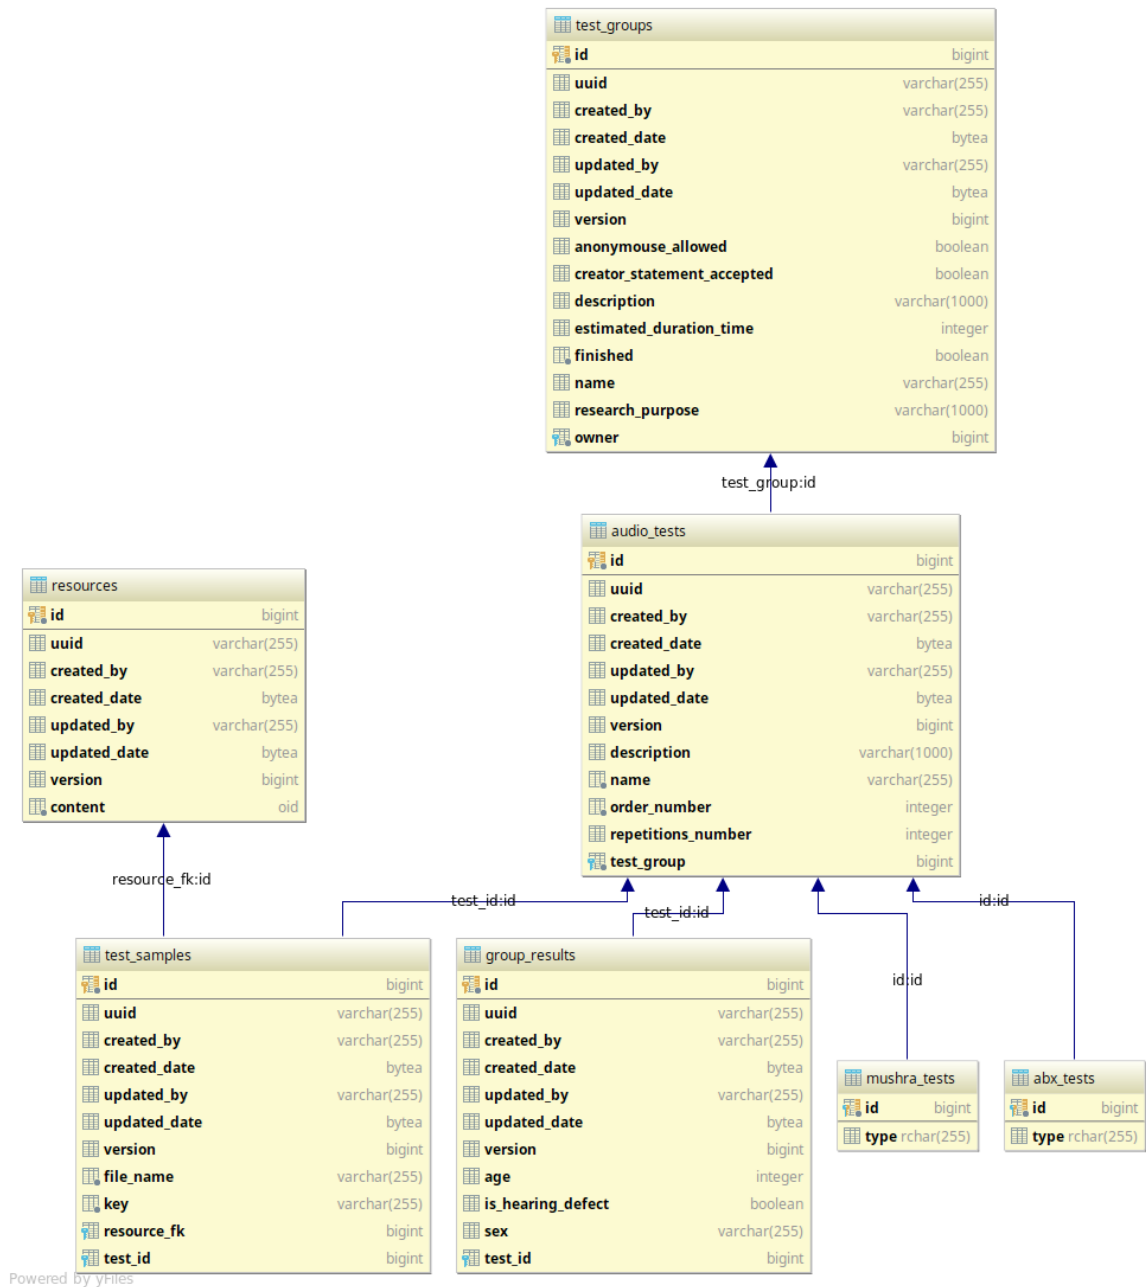 test_groups
id bigint
uuid varchar(255)
created_by varchar(255)
created_date bytea
updated_by varchar(255)
updated_date bytea
version bigint
anonymouse_allowed boolean
creator_statement_accepted boolean
description varchar(1000)
estimated_duration_time integer
finished boolean
name varchar(255)
research_purpose varchar(1000)
owner bigint
test_group:id
audio_tests
id bigint
uuid varchar(255)
created_by varchar(255)
created_date bytea
updated_by varchar(255)
updated_date bytea
version bigint
description varchar(1000)
name varchar(255)
order_number integer
repetitions_number integer
test_group bigint
resources
id bigint
uuid varchar(255)
created_by varchar(255)
created_date bytea
updated_by varchar(255)
updated_date bytea
version bigint
content oid
resource_fk:id
test_id:id
test_id:id
id:id
id:id
test_samples
id bigint
uuid varchar(255)
created_by varchar(255)
created_date bytea
updated_by varchar(255)
updated_date bytea
version bigint
file_name varchar(255)
key varchar(255)
resource_fk bigint
test_id bigint
group_results
id bigint
uuid varchar(255)
created_by varchar(255)
created_date bytea
updated_by varchar(255)
updated_date bytea
version bigint
age integer
is_hearing_defect boolean
sex varchar(255)
test_id bigint
mushra_tests
id bigint
type rchar(255)
abx_tests
id bigint
type rchar(255)
Powered by yFiles